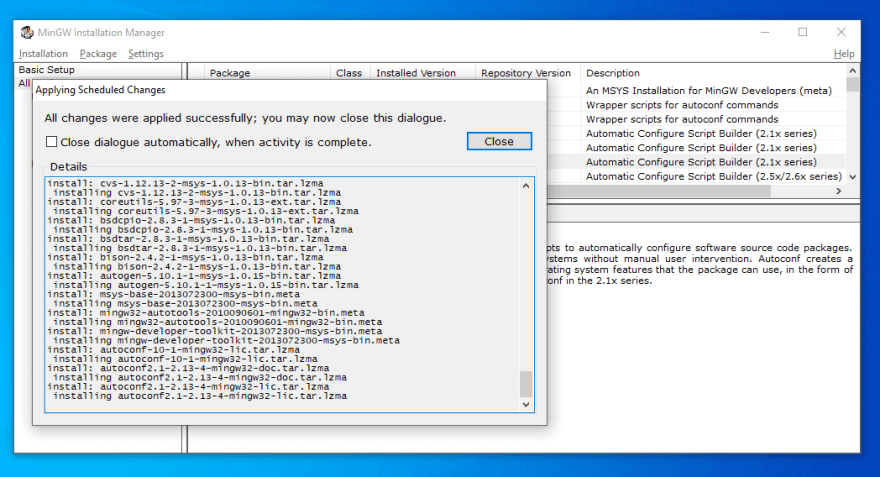 MinGW Installation Manager
Installation Package Settings Help
Basic Setup
All
Package Class Installed Version Repository Version Description
An MSYS Installation for MinGW Developers (meta)
Wrapper scripts for autoconf commands
Wrapper scripts for autoconf commands
Automatic Configure Script Builder (2.1x series)
Automatic Configure Script Builder (2.1x series)
Automatic Configure Script Builder (2.1x series)
Automatic Configure Script Builder (2.5x/2.6x series)
pts to automatically configure software source code packages.
ystems without manual user intervention. Autoconf creates a
ating system features that the package can use, in the form of
onf in the 2.1x series.
Applying Scheduled Changes
All changes were applied successfully; you may now close this dialogue.
Close dialogue automatically, when activity is complete.
Close
Details
install: cvs-1.12.13-2-msys-1.0.13-bin.tar.lzma
installing cvs-1.12.13-2-msys-1.0.13-bin.tar.lzma
install: coreutils-5.97-3-msys-1.0.13-ext.tar.lzma
installing coreutils-5.97-3-msys-1.0.13-ext.tar.lzma
install: bsdcpio-2.8.3-1-msys-1.0.13-bin.tar.lzma
installing bsdcpio-2.8.3-1-msys-1.0.13-bin.tar.lzma
install: bsdtar-2.8.3-1-msys-1.0.13-bin.tar.lzma
installing bsdtar-2.8.3-1-msys-1.0.13-bin.tar.lzma
install: bison-2.4.2-1-msys-1.0.13-bin.tar.lzma
installing bison-2.4.2-1-msys-1.0.13-bin.tar.lzma
install: autogen-5.10.1-1-msys-1.0.15-bin.tar.lzma
installing autogen-5.10.1-1-msys-1.0.15-bin.tar.lzma
install: msys-base-2013072300-msys-bin.meta
installing msys-base-2013072300-msys-bin.meta
install: mingw32-autotools-2010090601-mingw32-bin.meta
installing mingw32-autotools-2010090601-mingw32-bin.meta
install: mingw-developer-toolkit-2013072300-msys-bin.meta
installing mingw-developer-toolkit-2013072300-msys-bin.meta
install: autoconf-10-1-mingw32-lic.tar.lzma
installing autoconf-10-1-mingw32-lic.tar.lzma
install: autoconf2.1-2.13-4-mingw32-doc.tar.lzma
installing autoconf2.1-2.13-4-mingw32-doc.tar.lzma
install: autoconf2.1-2.13-4-mingw32-lic.tar.lzma
installing autoconf2.1-2.13-4-mingw32-lic.tar.lzma